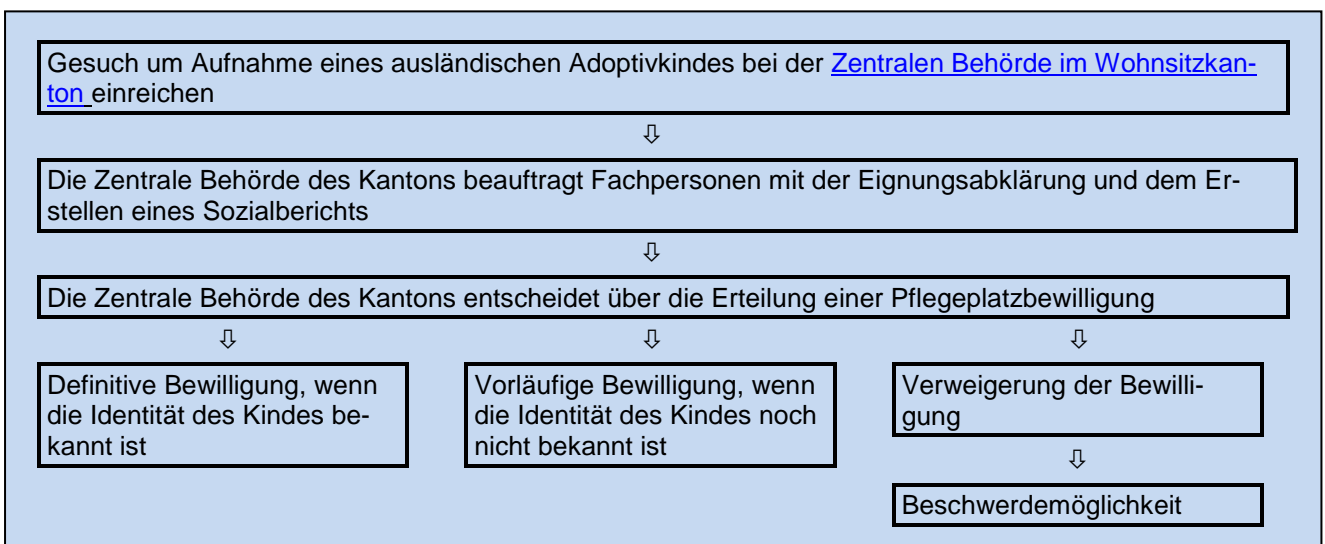 Gesuch um Aufnahme eines ausländischen Adoptivkindes bei der Zentralen Behörde im Wohnsitzkan-
ton einreichen
⇩
Die Zentrale Behörde des Kantons beauftragt Fachpersonen mit der Eignungsabklärung und dem Er-
stellen eines Sozialberichts
⇩
Die Zentrale Behörde des Kantons entscheidet über die Erteilung einer Pflegeplatzbewilligung
⇩ ⇩ ⇩
Definitive Bewilligung, wenn
die Identität des Kindes be-
kannt ist
Vorläufige Bewilligung, wenn
die Identität des Kindes noch
nicht bekannt ist
Verweigerung der Bewilli-
gung
⇩
Beschwerdemöglichkeit